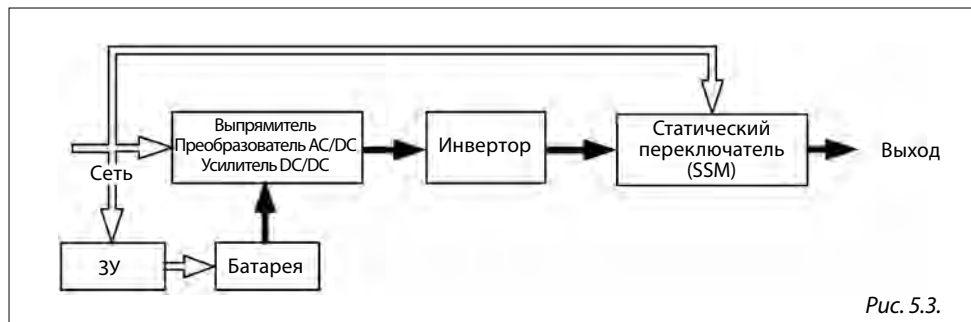 Выпрямитель
Преобразователь AC/DC
Усилитель DC/DC
Инвертор
Статический
переключатель
(SSM)
Выход
Сеть
ЗУ
Батарея
Рис. 5.3.